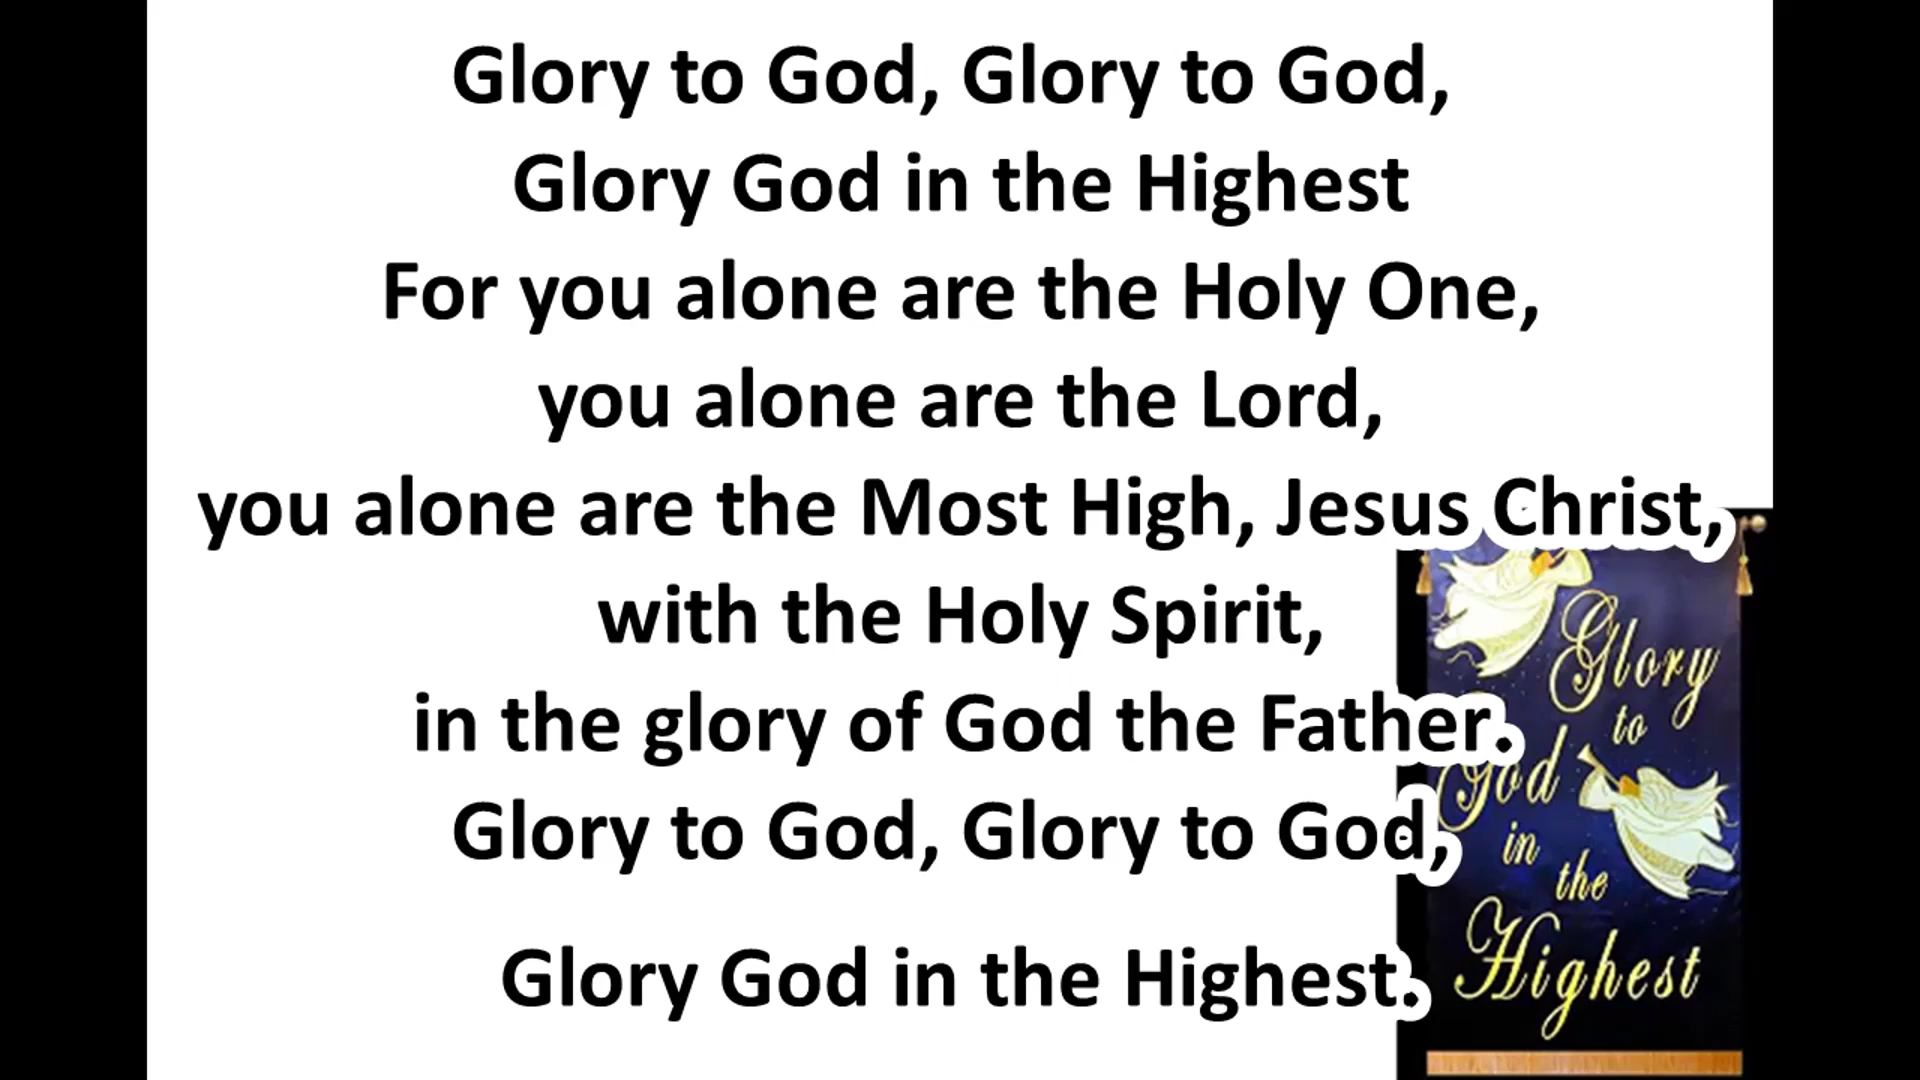 Glory to God, Glory to God,
Glory God in the Highest
For you alone are the Holy One,
you alone are the Lord,
you alone are the Most High, Jesus Christ,
with the Holy Spirit,
in the glory of God the Father.
Glory to God, Glory to God,
Glory God in the Highest.
Glory
to
God
in
the
Highest